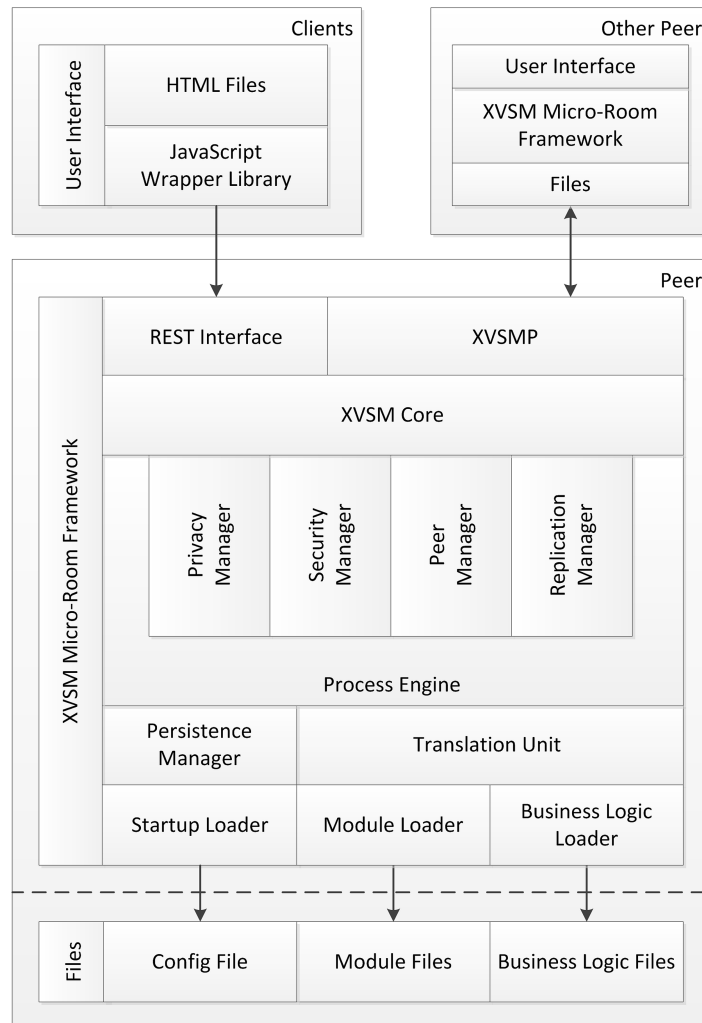 Clients
User Interface
HTML Files
JavaScript
Wrapper Library
Other Peer
User Interface
XVSM Micro-Room
Framework
Files
Peer
XVSM Micro-Room Framework
REST Interface
XVSMP
XVSM Core
Privacy
Manager
Security
Manager
Peer
Manager
Replication
Manager
Process Engine
Persistence
Manager
Translation Unit
Startup Loader
Module Loader
Business Logic
Loader
Files
Config File
Module Files
Business Logic Files